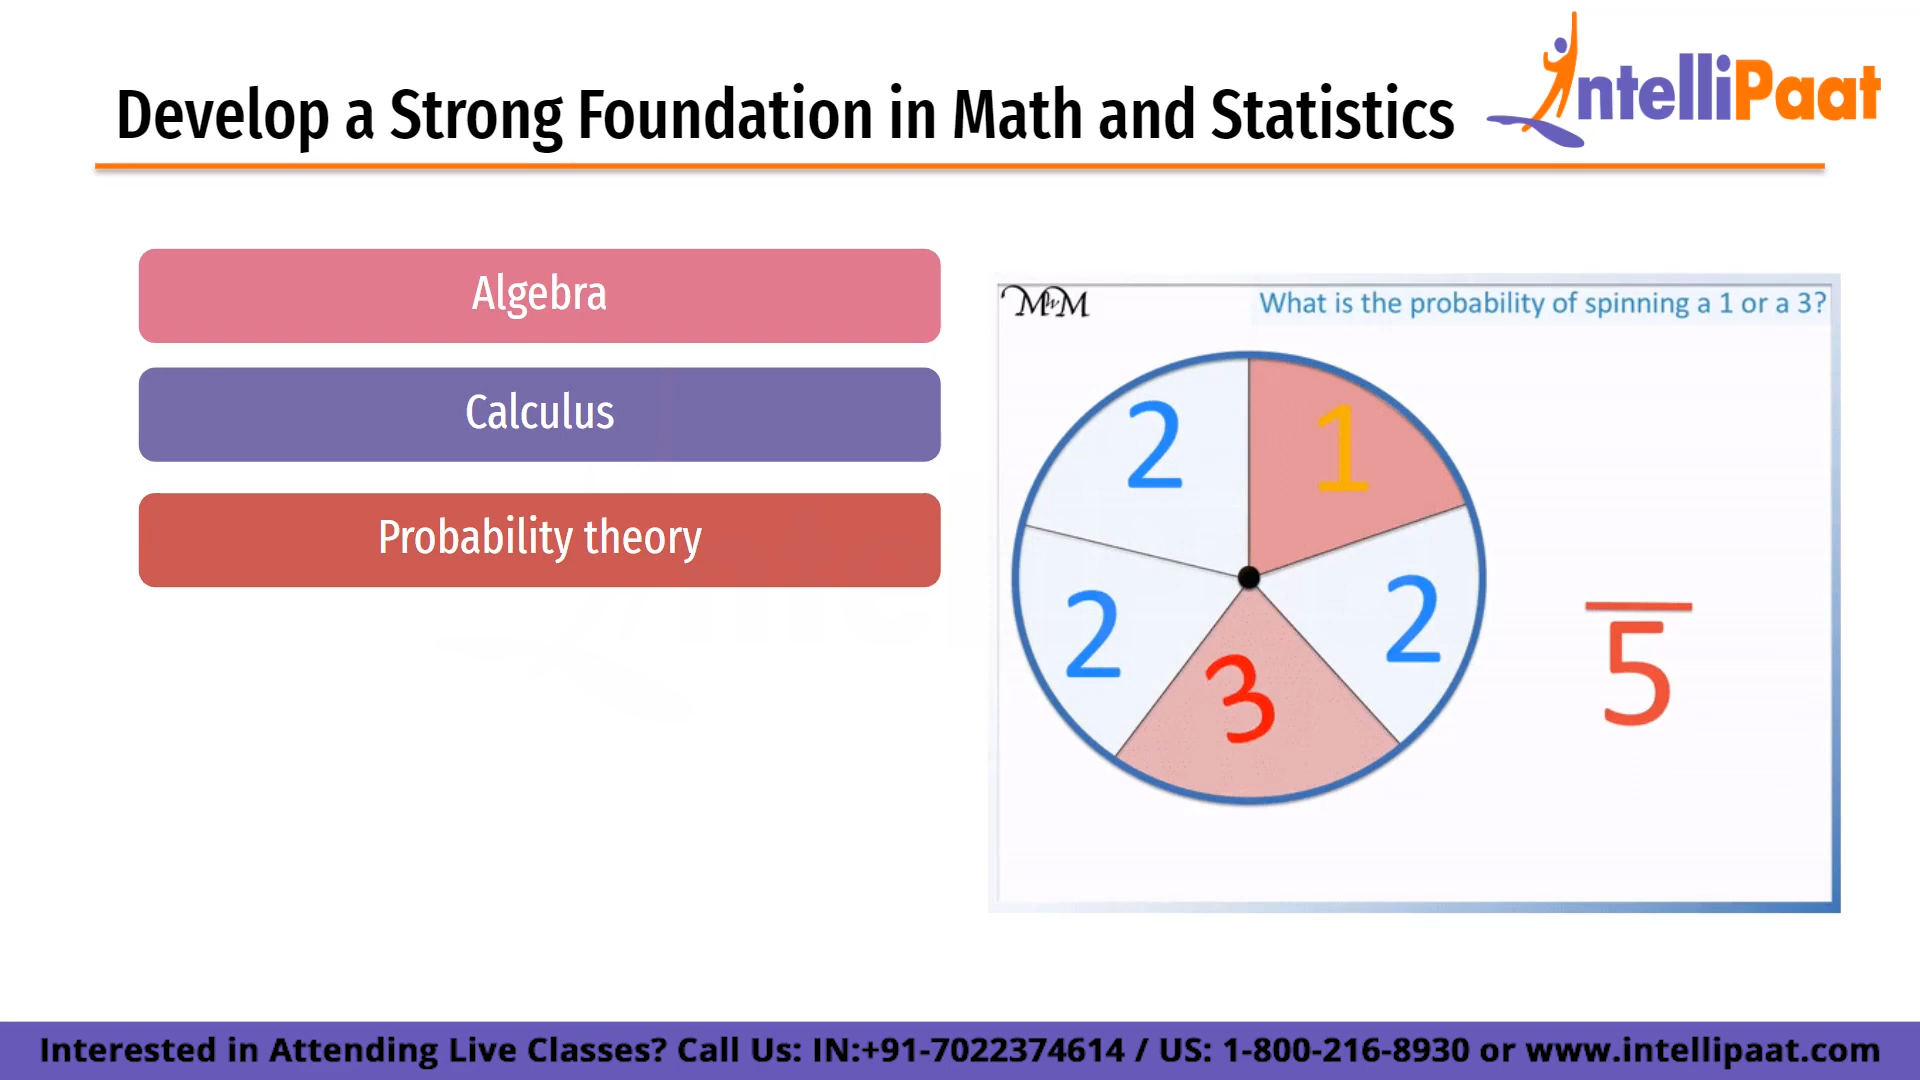 Develop a Strong Foundation in Math and Statistics
IntelliPaat
Algebra
Calculus
Probability theory
MwM
What is the probability of spinning a 1 or a 3?
2
1
2
2
3
5
Interested in Attending Live Classes? Call Us: IN:+91-7022374614 / US: 1-800-216-8930 or www.intellipaat.com